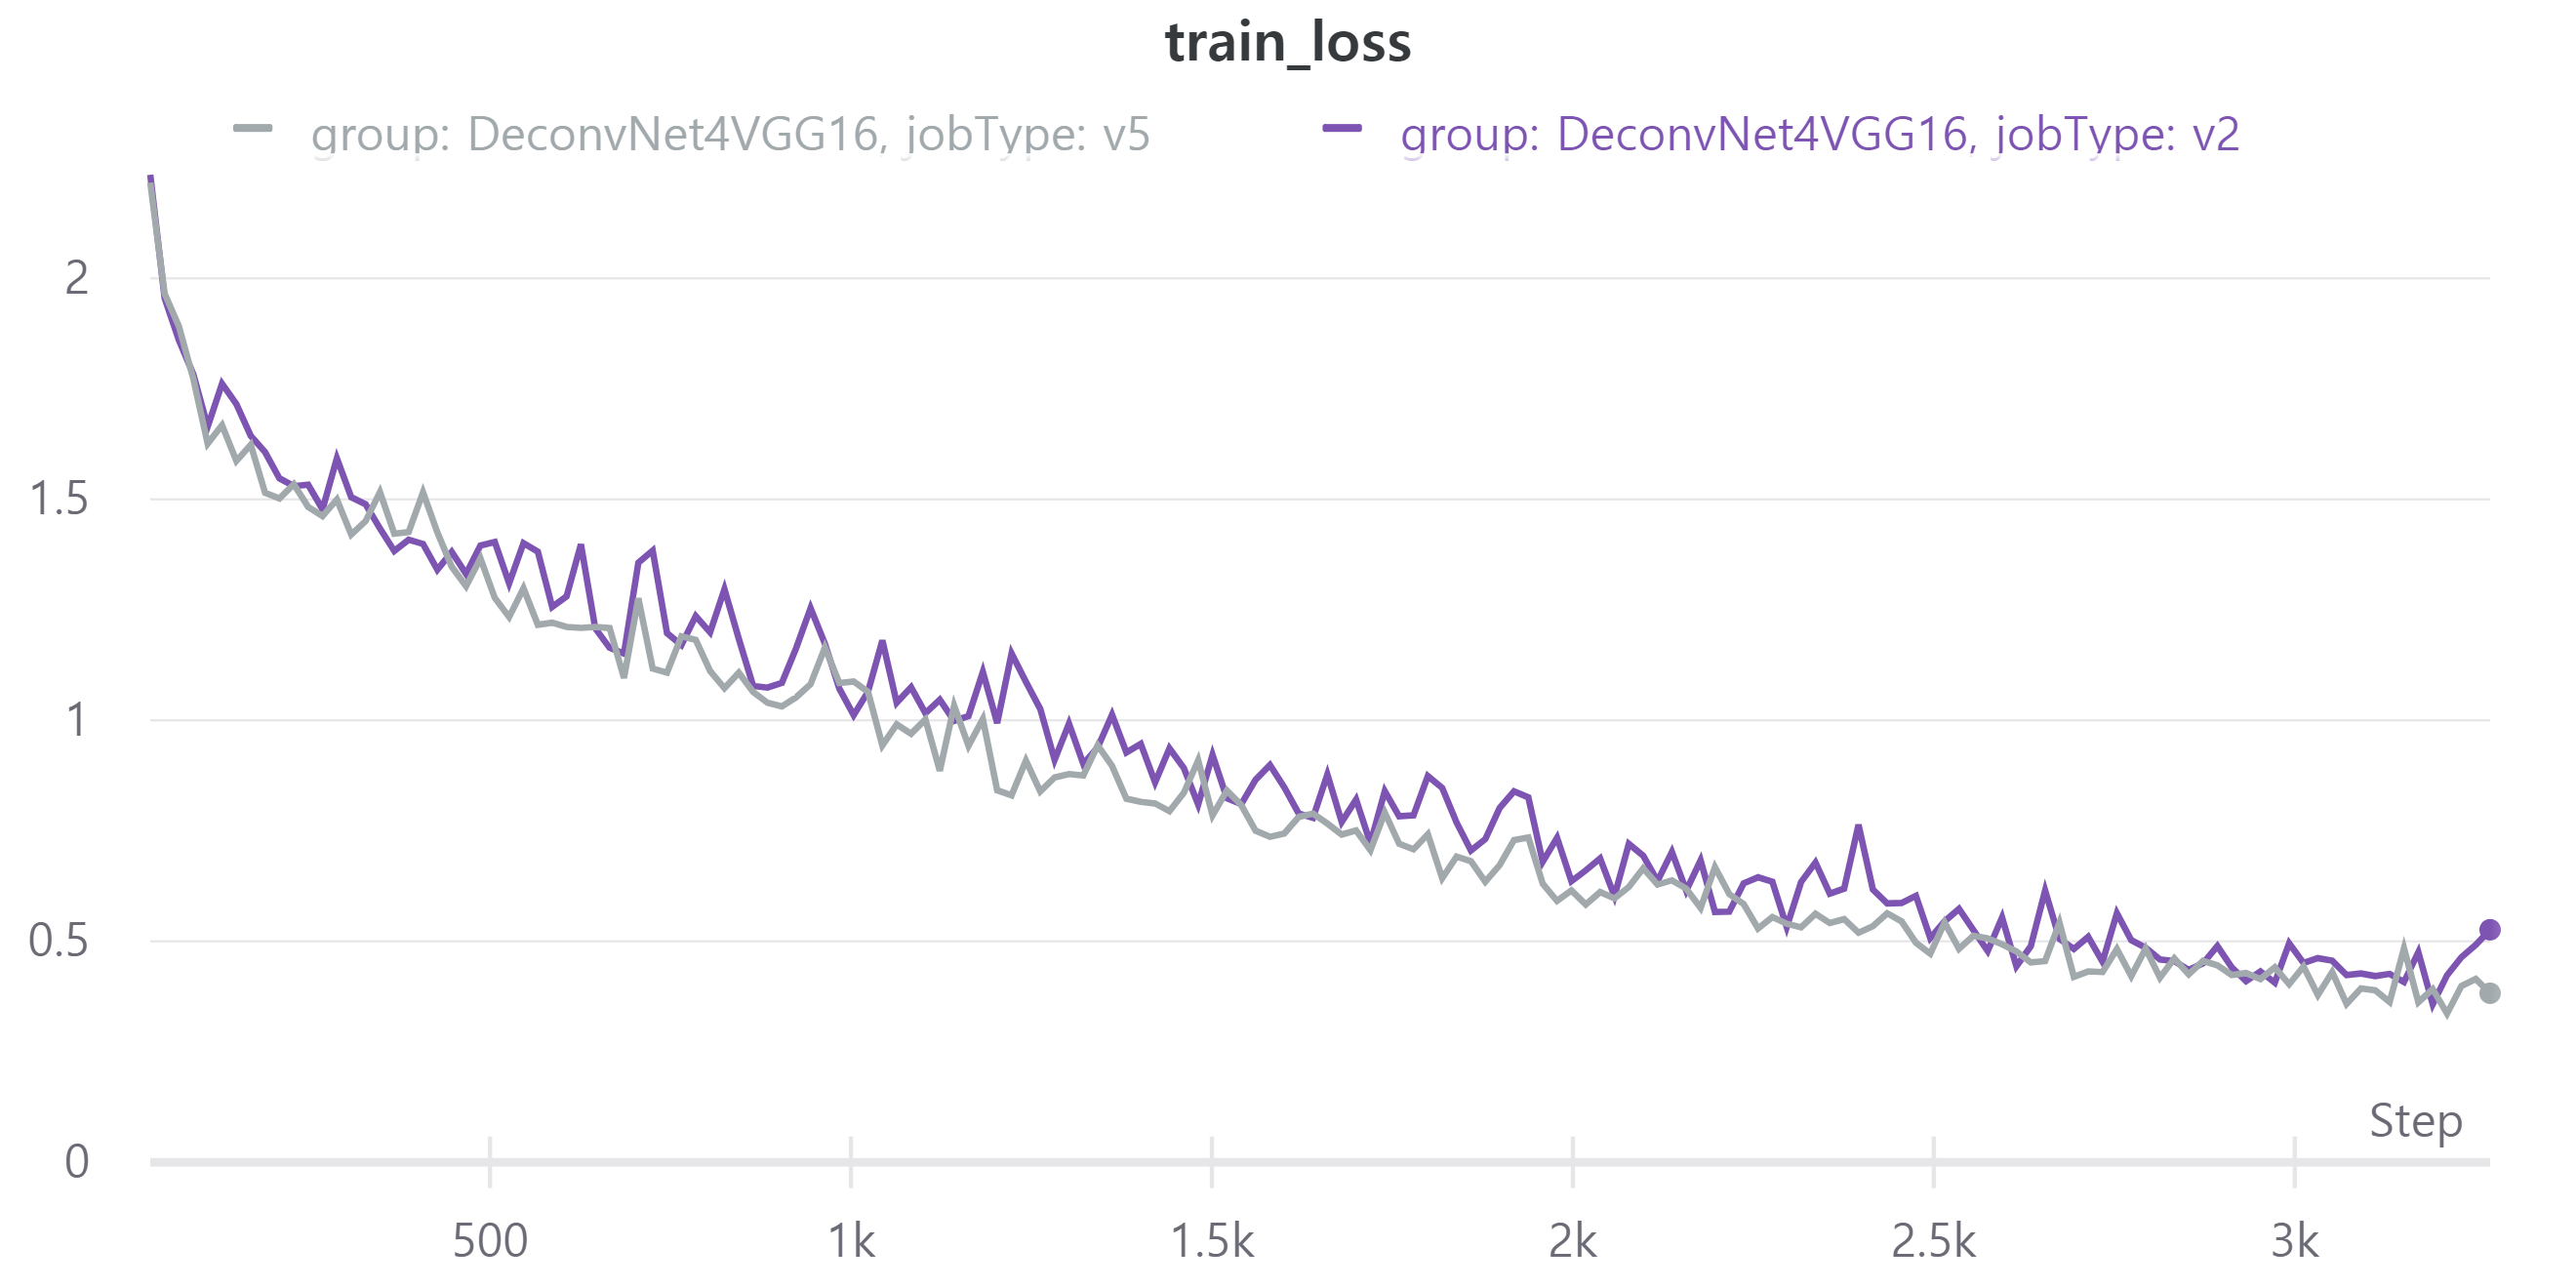 train_loss
group: DeconvNet4VGG16, jobType: v5 group: DeconvNet4VGG16, jobType: v2
2
1.5
1
0.5
0
Step
500 1k 1.5k 2k 2.5k 3k